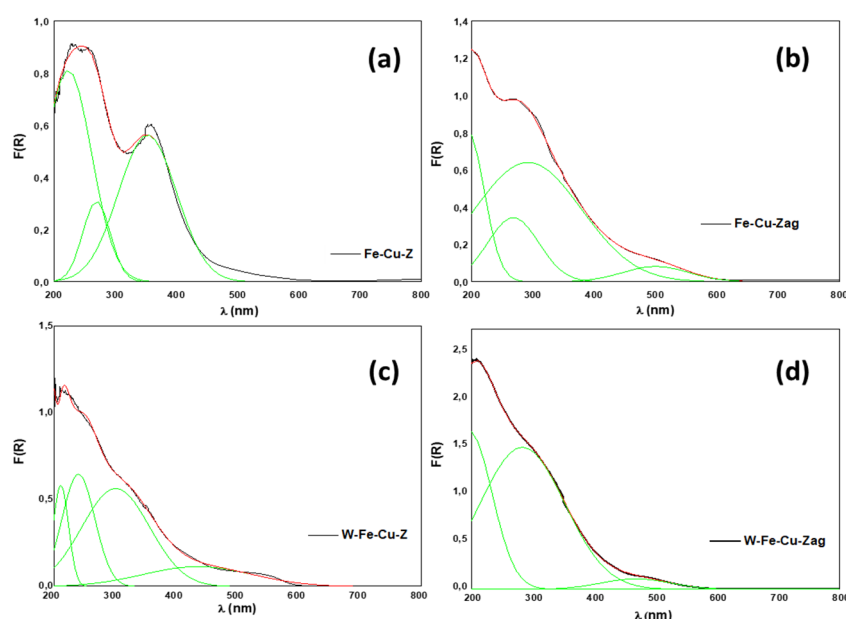 1,0
0,8
0,6
0,4
0,2
0,0
F(R)
(a)
Fe-Cu-Z
200 300 400 500 600 700 800
λ (nm)
1,4
1,2
1,0
0,8
0,6
0,4
0,2
0,0
F(R)
(b)
Fe-Cu-Zag
200 300 400 500 600 700 800
λ (nm)
1,5
1,0
0,5
0,0
F(R)
(c)
W-Fe-Cu-Z
200 300 400 500 600 700 800
λ (nm)
2,5
2,0
1,5
1,0
0,5
0,0
F(R)
(d)
W-Fe-Cu-Zag
200 300 400 500 600 700 800
λ (nm)